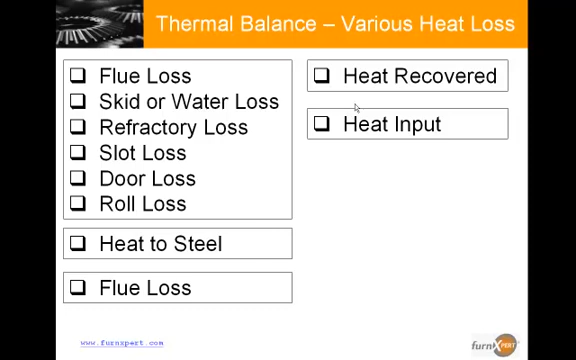 Thermal Balance – Various Heat Loss
Flue Loss
Skid or Water Loss
Refractory Loss
Slot Loss
Door Loss
Roll Loss
Heat to Steel
Flue Loss
Heat Recovered
Heat Input
www.furnxpert.com
furnXPERT